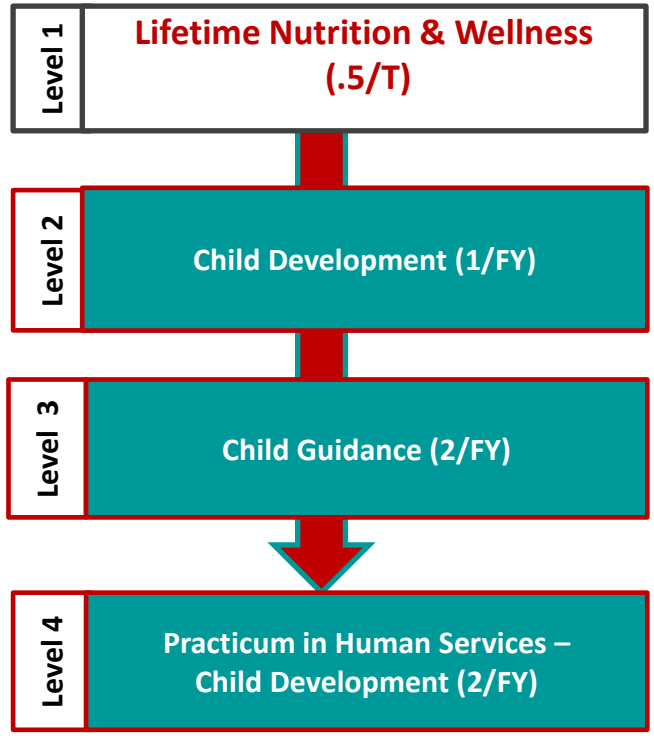 Level 1
Lifetime Nutrition & Wellness
(.5/T)
Level 2
Child Development (1/FY)
Level 3
Child Guidance (2/FY)
Level 4
Practicum in Human Services –
Child Development (2/FY)